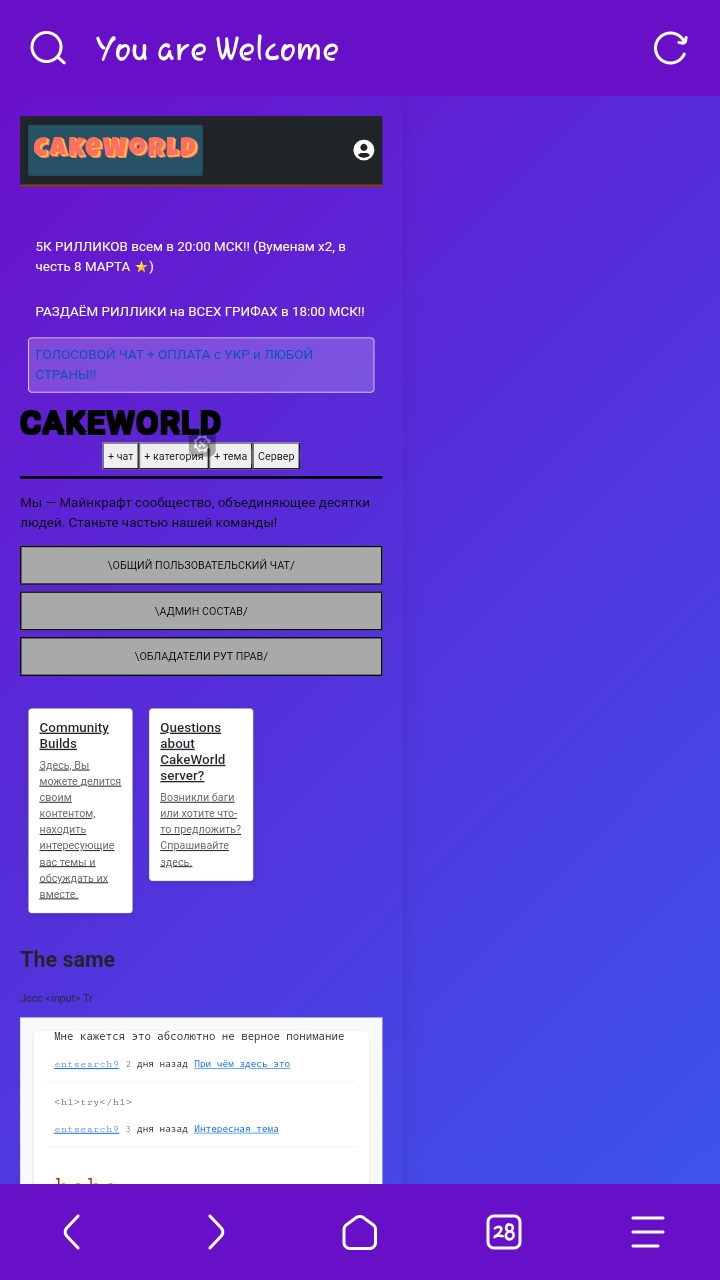 You are Welcome
CAKEWORLD
5К РИЛЛИКОВ всем в 20:00 МСК!! (Вуменам х2, в
честь 8 МАРТА ⭐)
РАЗДАЁМ РИЛЛИКИ на ВСЕХ ГРИФАХ в 18:00 МСК!!
ГОЛОСОВОЙ ЧАТ + ОПЛАТА с УКР и ЛЮБОЙ
СТРАНЫ!!
CAKEWORLD
+ чат + категория + тема Сервер
Мы — Майнкрафт сообщество, объединяющее десятки
людей. Станьте частью нашей команды!
\ОБЩИЙ ПОЛЬЗОВАТЕЛЬСКИЙ ЧАТ/
\АДМИН СОСТАВ/
\ОБЛАДАТЕЛИ РУТ ПРАВ/
Community
Builds
Здесь, Вы
можете делится
своим
контентом,
находить
интересующие
вас темы и
обсуждать их
вместе.
Questions
about
CakeWorld
server?
Возникли баги
или хотите что-
то предложить?
Спрашивайте
здесь.
The same
Jccc <input> Tr
Мне кажется это абсолютно не верное понимание
entsearch9 2 дня назад При чём здесь это
<h1>try</h1>
entsearch9 3 дня назад Интересная тема
28